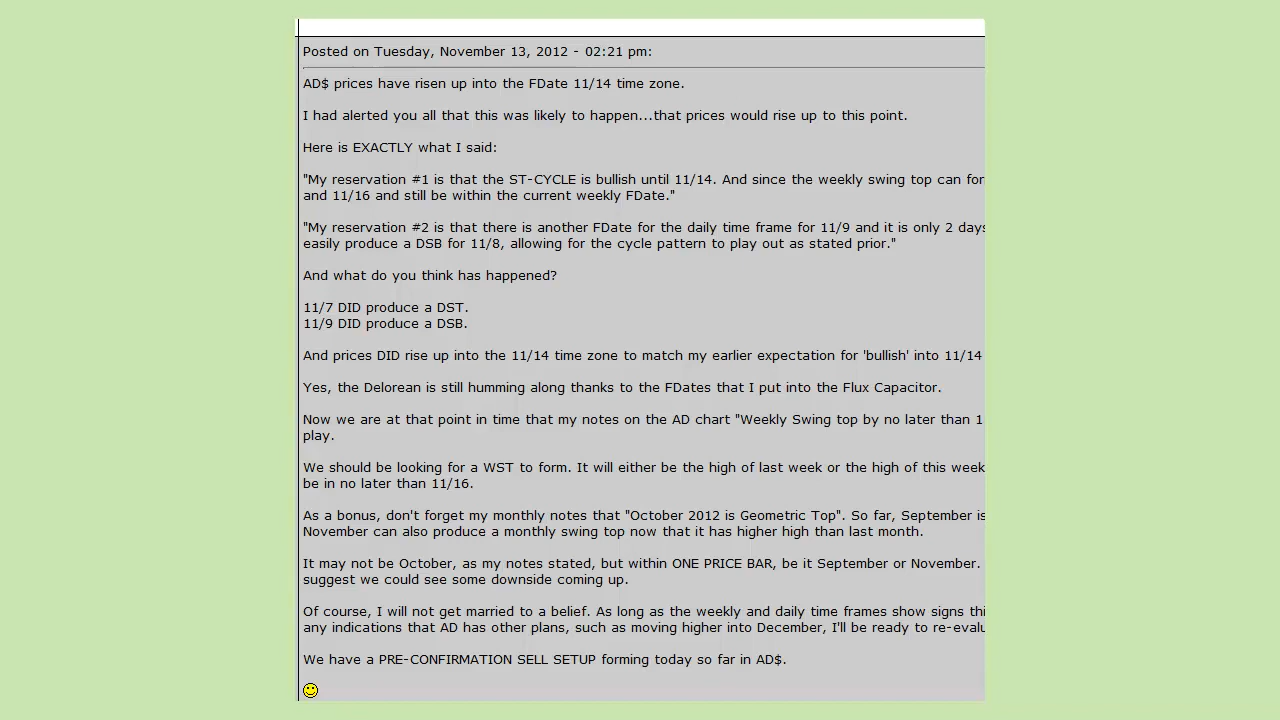 Posted on Tuesday, November 13, 2012 - 02:21 pm:
AD$ prices have risen up into the FDate 11/14 time zone.
I had alerted you all that this was likely to happen...that prices would rise up to this point.
Here is EXACTLY what I said:
"My reservation #1 is that the ST-CYCLE is bullish until 11/14. And since the weekly swing top can for
and 11/16 and still be within the current weekly FDate."
"My reservation #2 is that there is another FDate for the daily time frame for 11/9 and it is only 2 days
easily produce a DSB for 11/8, allowing for the cycle pattern to play out as stated prior."
And what do you think has happened?
11/7 DID produce a DST.
11/9 DID produce a DSB.
And prices DID rise up into the 11/14 time zone to match my earlier expectation for 'bullish' into 11/14
Yes, the Delorean is still humming along thanks to the FDates that I put into the Flux Capacitor.
Now we are at that point in time that my notes on the AD chart "Weekly Swing top by no later than 1
play.
We should be looking for a WST to form. It will either be the high of last week or the high of this week
be in no later than 11/16.
As a bonus, don't forget my monthly notes that "October 2012 is Geometric Top". So far, September is
November can also produce a monthly swing top now that it has higher high than last month.
It may not be October, as my notes stated, but within ONE PRICE BAR, be it September or November.
suggest we could see some downside coming up.
Of course, I will not get married to a belief. As long as the weekly and daily time frames show signs thi
any indications that AD has other plans, such as moving higher into December, I'll be ready to re-evalu
We have a PRE-CONFIRMATION SELL SETUP forming today so far in AD$.